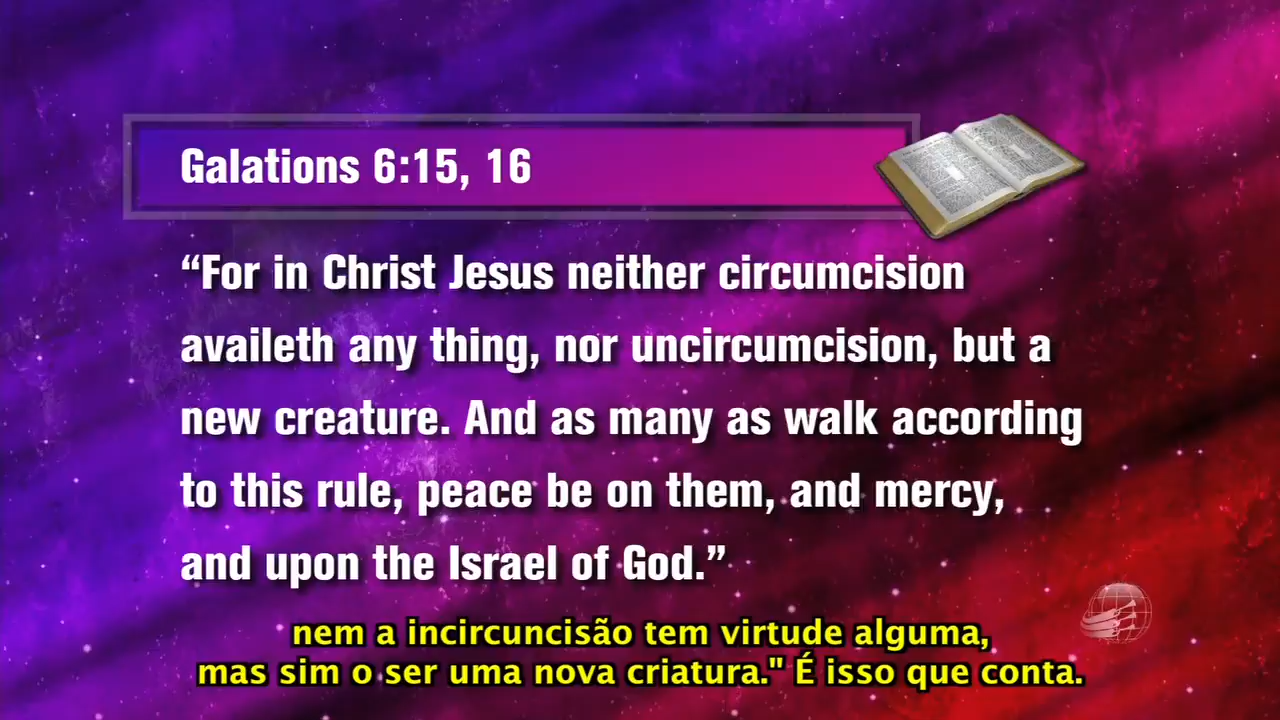 Galations 6:15, 16
“For in Christ Jesus neither circumcision
availeth any thing, nor uncircumcision, but a
new creature. And as many as walk according
to this rule, peace be on them, and mercy,
and upon the Israel of God.”
nem a incircuncisão tem virtude alguma,
mas sim o ser uma nova criatura." É isso que conta.